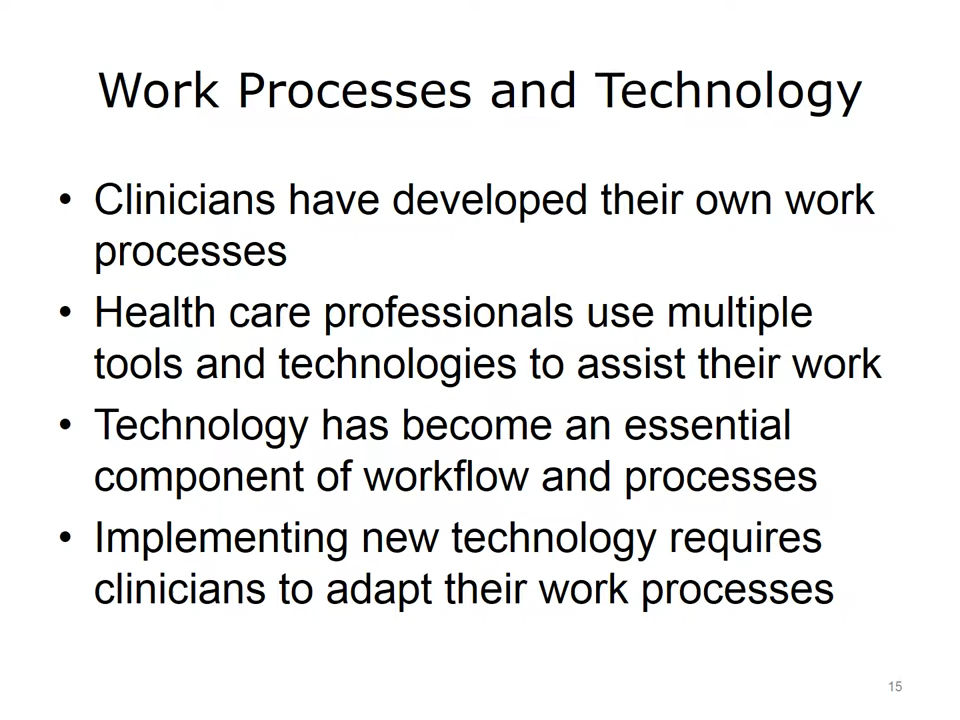 Work Processes and Technology
• Clinicians have developed their own work
processes
• Health care professionals use multiple
tools and technologies to assist their work
• Technology has become an essential
component of workflow and processes
• Implementing new technology requires
clinicians to adapt their work processes
15